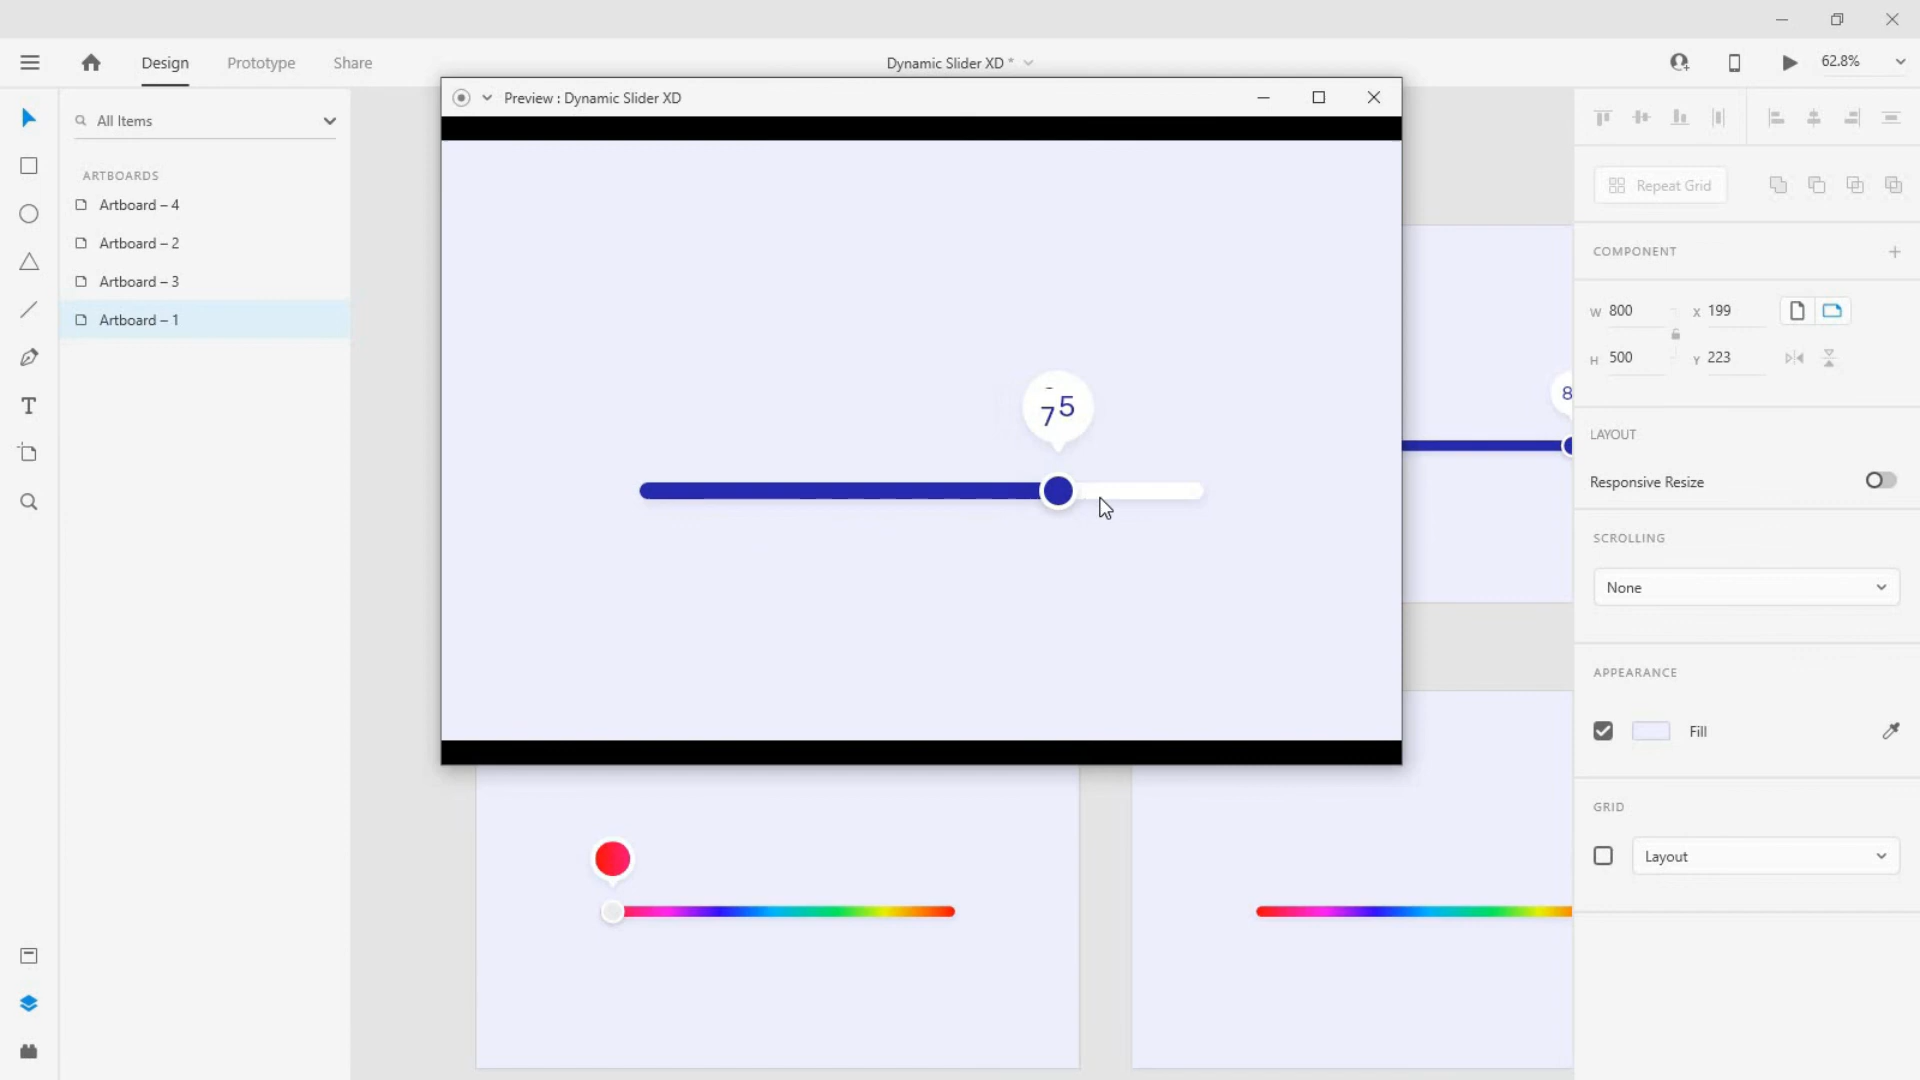 Design
Prototype
Share
Dynamic Slider XD *
62.8%
Preview : Dynamic Slider XD
All Items
ARTBOARDS
Artboard – 4
Artboard – 2
Artboard – 3
Artboard – 1
75
8
Repeat Grid
COMPONENT
W 800
X 199
H 500
Y 223
LAYOUT
Responsive Resize
SCROLLING
None
APPEARANCE
Fill
GRID
Layout